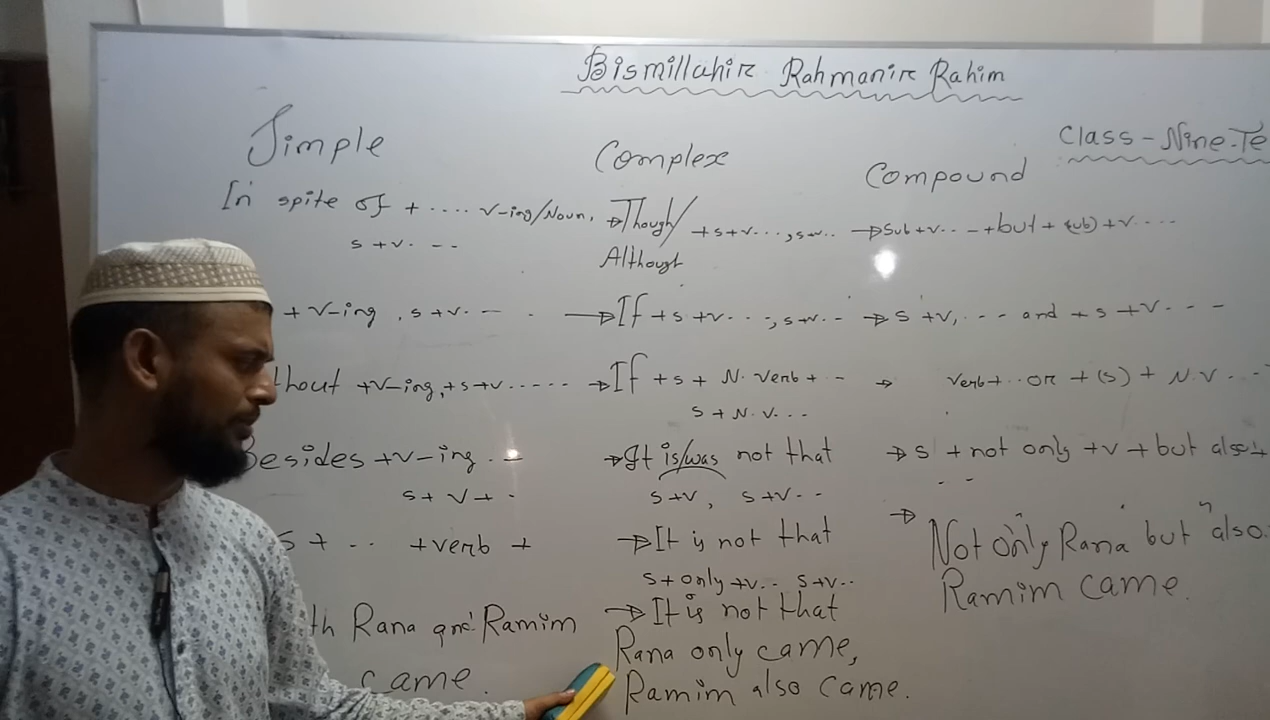 Bismillahir Rahmanir Rahim
Class - Nine-Te
Simple Complex Compound
In spite of + .... v-ing/Noun, Though/ +s+v...,s+v.. Sub+v.. - +but + (sub) +v....
s +v. -- Although
+ v-ing , s+v. -- . If +s +v...,s+v.. s +v, ... and + s +v. - -
thout +v-ing,+s+v..... If +s + N. verb + - verb+ .. or + (s) + N.V. ..
s + N. v...
Besides +v-ing . - It is/was not that s + not only +v + but also +
s+ v + . s+v, s+v.. - -
s + .. +verb + It is not that Not only Rana but also
s+ only +v.. s+v.. Ramim came.
th Rana and Ramim It is not that
came. Rana only came,
Ramim also came.